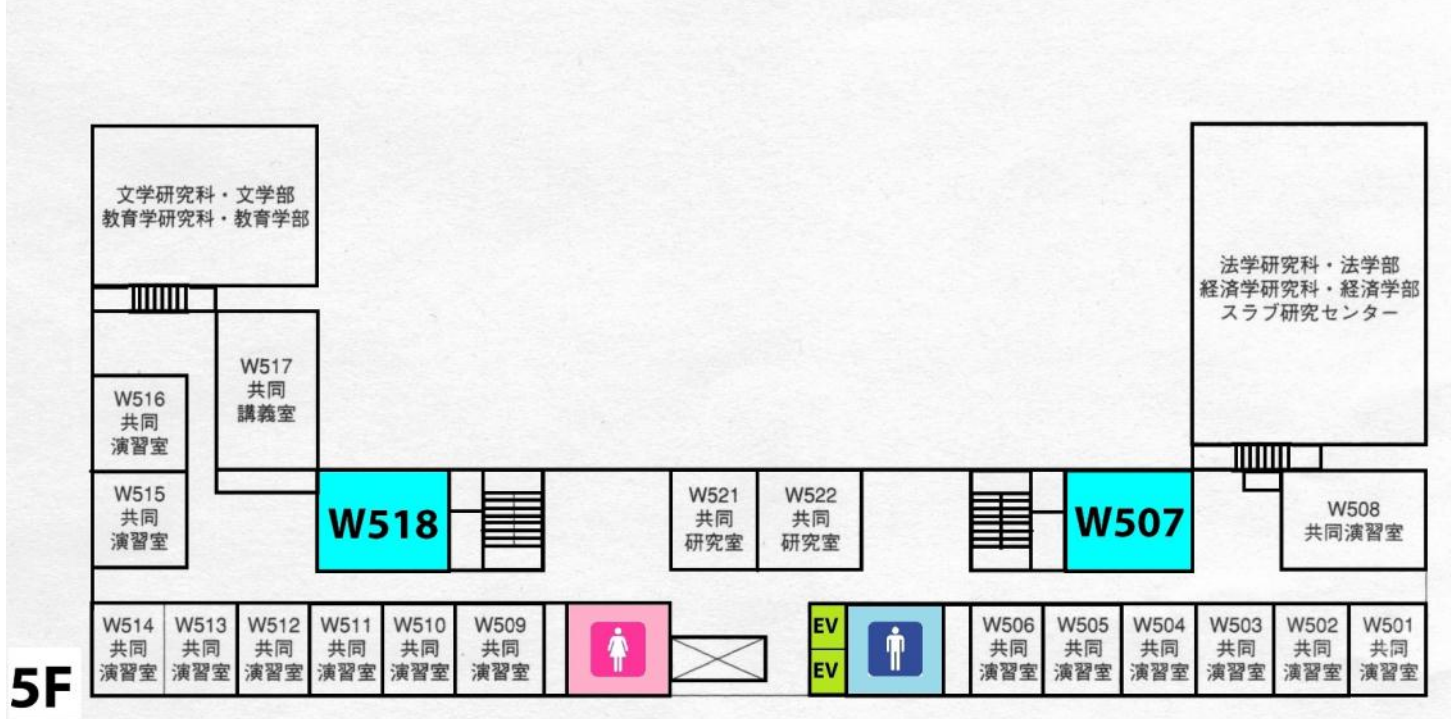 文学研究科・文学部
教育学研究科・教育学部
法学研究科・法学部
経済学研究科・経済学部
スラブ研究センター
W517
共同
講義室
W516
共同
演習室
W515
共同
演習室
W518
W521
共同
研究室
W522
共同
研究室
W507
W508
共同演習室
W514
共同
演習室
W513
共同
演習室
W512
共同
演習室
W511
共同
演習室
W510
共同
演習室
W509
共同
演習室
EV
EV
W506
共同
演習室
W505
共同
演習室
W504
共同
演習室
W503
共同
演習室
W502
共同
演習室
W501
共同
演習室
5F